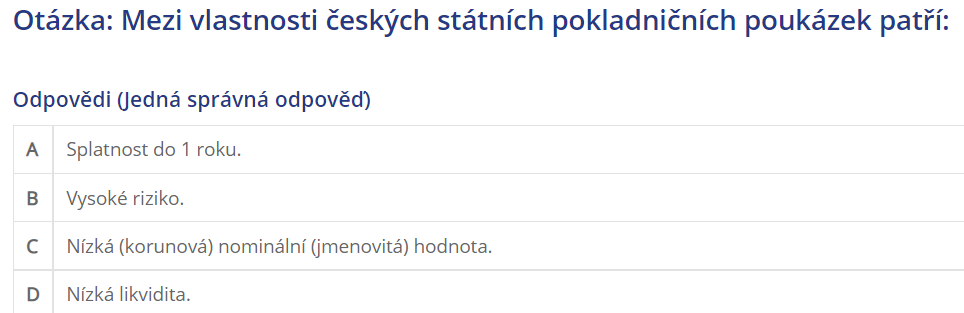 Otázka: Mezi vlastnosti českých státních pokladničních poukázek patří:
Odpovědi (Jedná správná odpověď)
A Splatnost do 1 roku.
B Vysoké riziko.
C Nízká (korunová) nominální (jmenovitá) hodnota.
D Nízká likvidita.